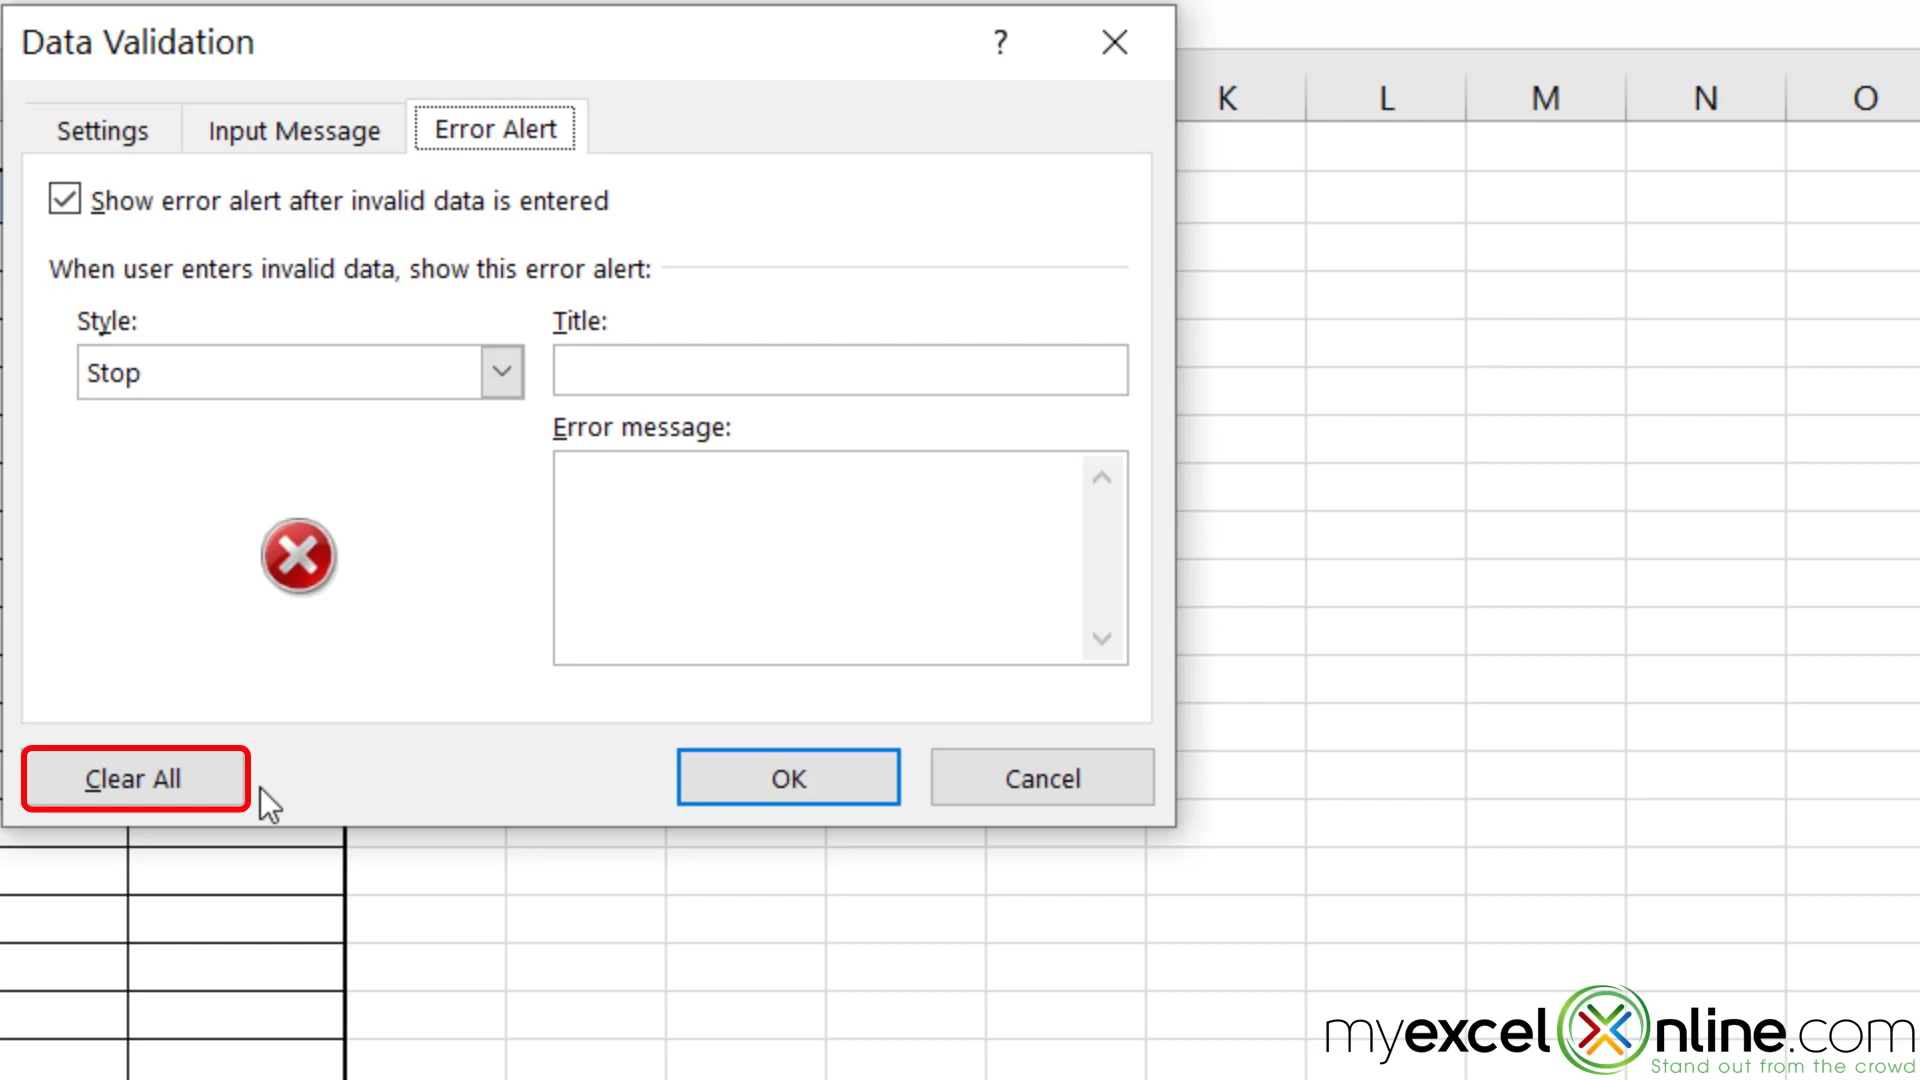 Data Validation ?
K L M N O
Settings Input Message Error Alert
Show error alert after invalid data is entered
When user enters invalid data, show this error alert:
Style: Title:
Stop
Error message:
Clear All OK Cancel
myexcelOnline.com
Stand out from the crowd